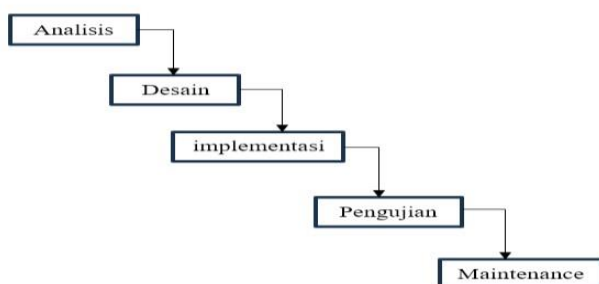 Analisis
Desain
implementasi
Pengujian
Maintenance